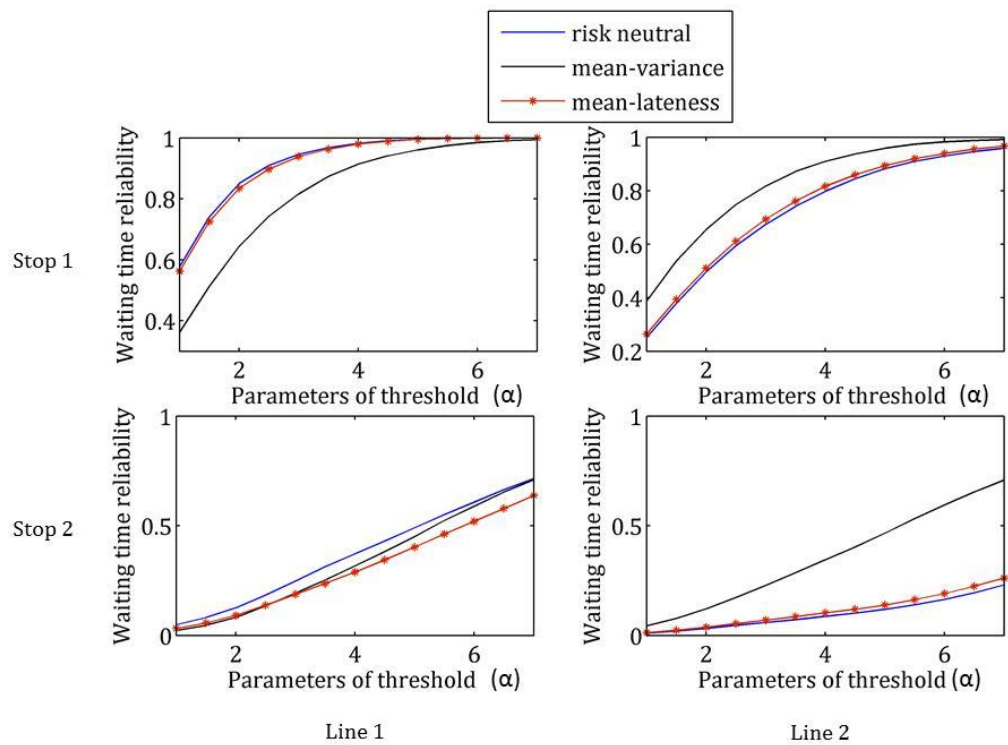 risk neutral
mean-variance
mean-lateness
Stop 1
Waiting time reliability
1
0.8
0.6
0.4
2
4
6
Parameters of threshold (α)
Waiting time reliability
1
0.8
0.6
0.4
0.2
2
4
6
Parameters of threshold (α)
Stop 2
Waiting time reliability
1
0.5
0
2
4
6
Parameters of threshold (α)
Waiting time reliability
1
0.5
0
2
4
6
Parameters of threshold (α)
Line 1
Line 2